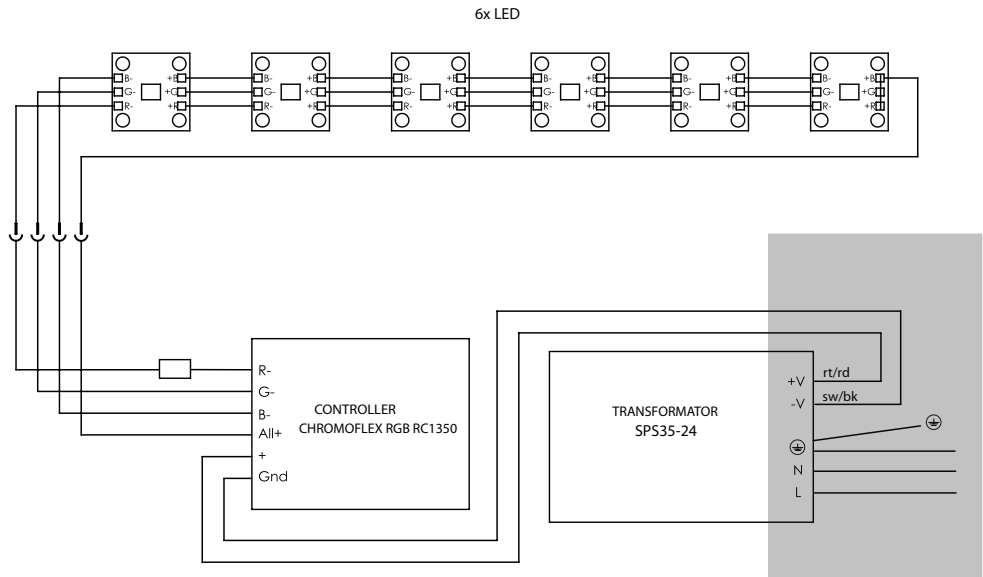 6x LED
B- +B B- +B B- +B B- +B B- +B B- +B
G- +G G- +G G- +G G- +G G- +G G- +G
R- +R R- +R R- +R R- +R R- +R R- +R
R-
G-
B-
All+
+
Gnd
CONTROLLER
CHROMOFLEX RGB RC1350
TRANSFORMATOR
SPS35-24
+V rt/rd
-V sw/bk
N
L